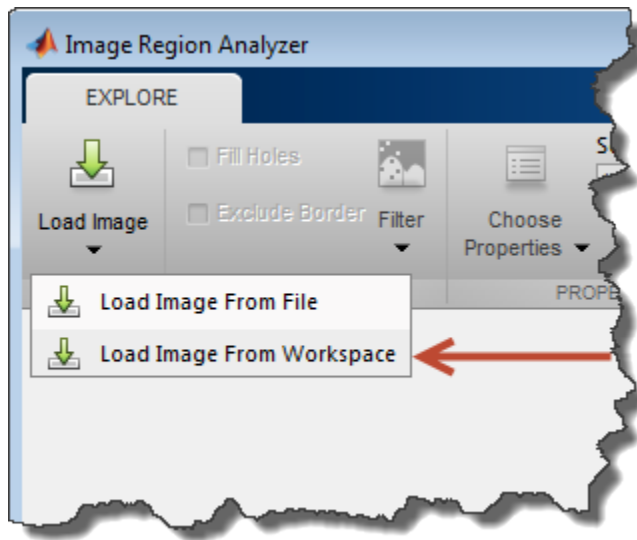 Image Region Analyzer
EXPLORE
Load Image
Fill Holes
Exclude Border
Filter
Choose
Properties
Load Image From File
Load Image From Workspace